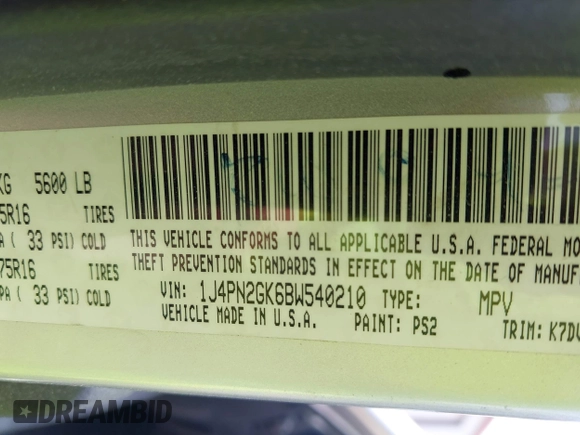 KG 5600 LB
5R16 TIRES
A ( 33 PSI) COLD
75R16 TIRES
PA ( 33 PSI) COLD
THIS VEHICLE CONFORMS TO ALL APPLICABLE U.S.A. FEDERAL MO
THEFT PREVENTION STANDARDS IN EFFECT ON THE DATE OF MANUF
VIN: 1J4PN2GK6BW540210 TYPE: MPV
VEHICLE MADE IN U.S.A. PAINT: PS2 TRIM: K7DV
DREAMBID